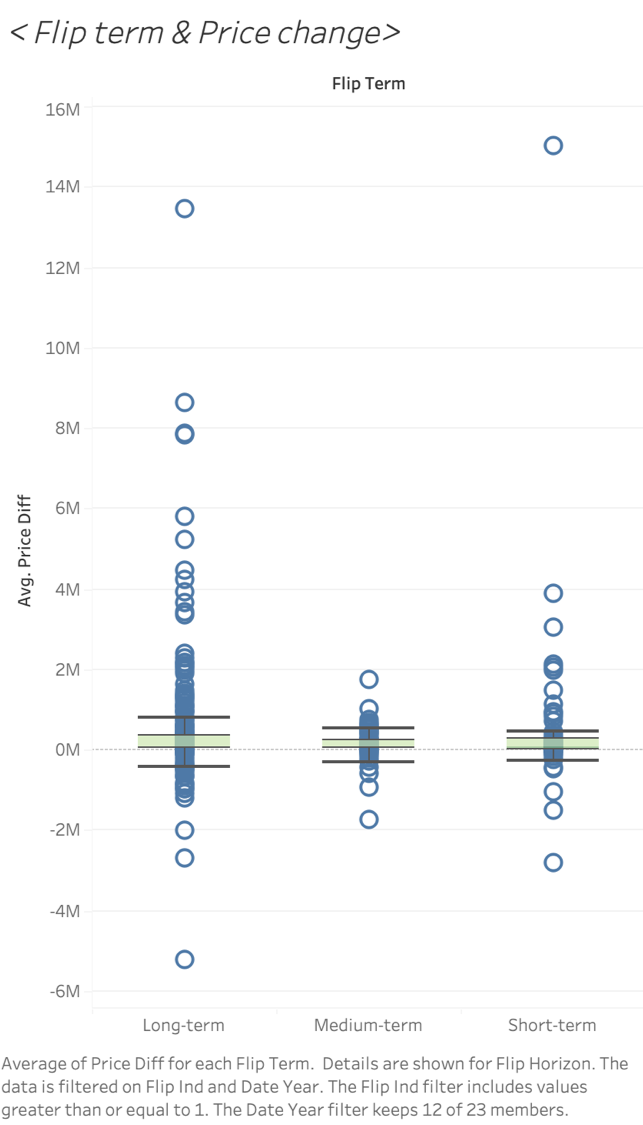 < Flip term & Price change>
Flip Term
16M
14M
12M
10M
8M
6M
4M
2M
0M
-2M
-4M
-6M
Avg. Price Diff
Long-term
Medium-term
Short-term
Average of Price Diff for each Flip Term.  Details are shown for Flip Horizon. The
data is filtered on Flip Ind and Date Year. The Flip Ind filter includes values
greater than or equal to 1. The Date Year filter keeps 12 of 23 members.